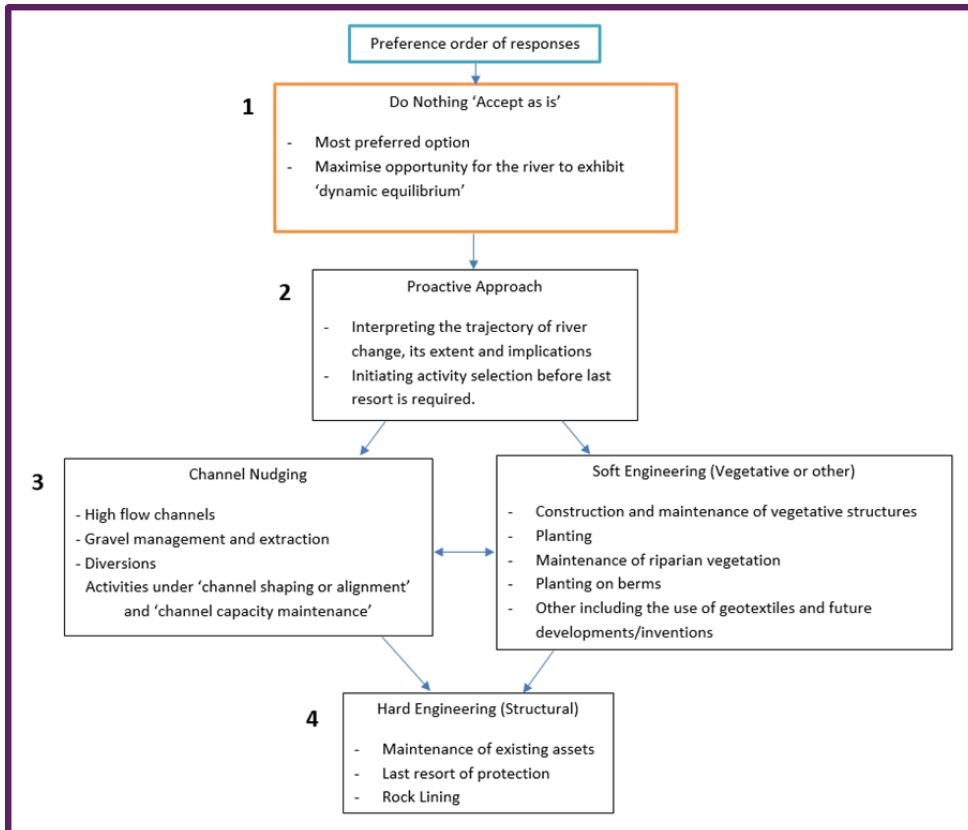 Preference order of responses
1
Do Nothing ‘Accept as is’
- Most preferred option
- Maximise opportunity for the river to exhibit
‘dynamic equilibrium’
2
Proactive Approach
- Interpreting the trajectory of river
change, its extent and implications
- Initiating activity selection before last
resort is required.
3
Channel Nudging
- High flow channels
- Gravel management and extraction
- Diversions
Activities under ‘channel shaping or alignment’
and ‘channel capacity maintenance’
Soft Engineering (Vegetative or other)
- Construction and maintenance of vegetative structures
- Planting
- Maintenance of riparian vegetation
- Planting on berms
- Other including the use of geotextiles and future
developments/inventions
4
Hard Engineering (Structural)
- Maintenance of existing assets
- Last resort of protection
- Rock Lining